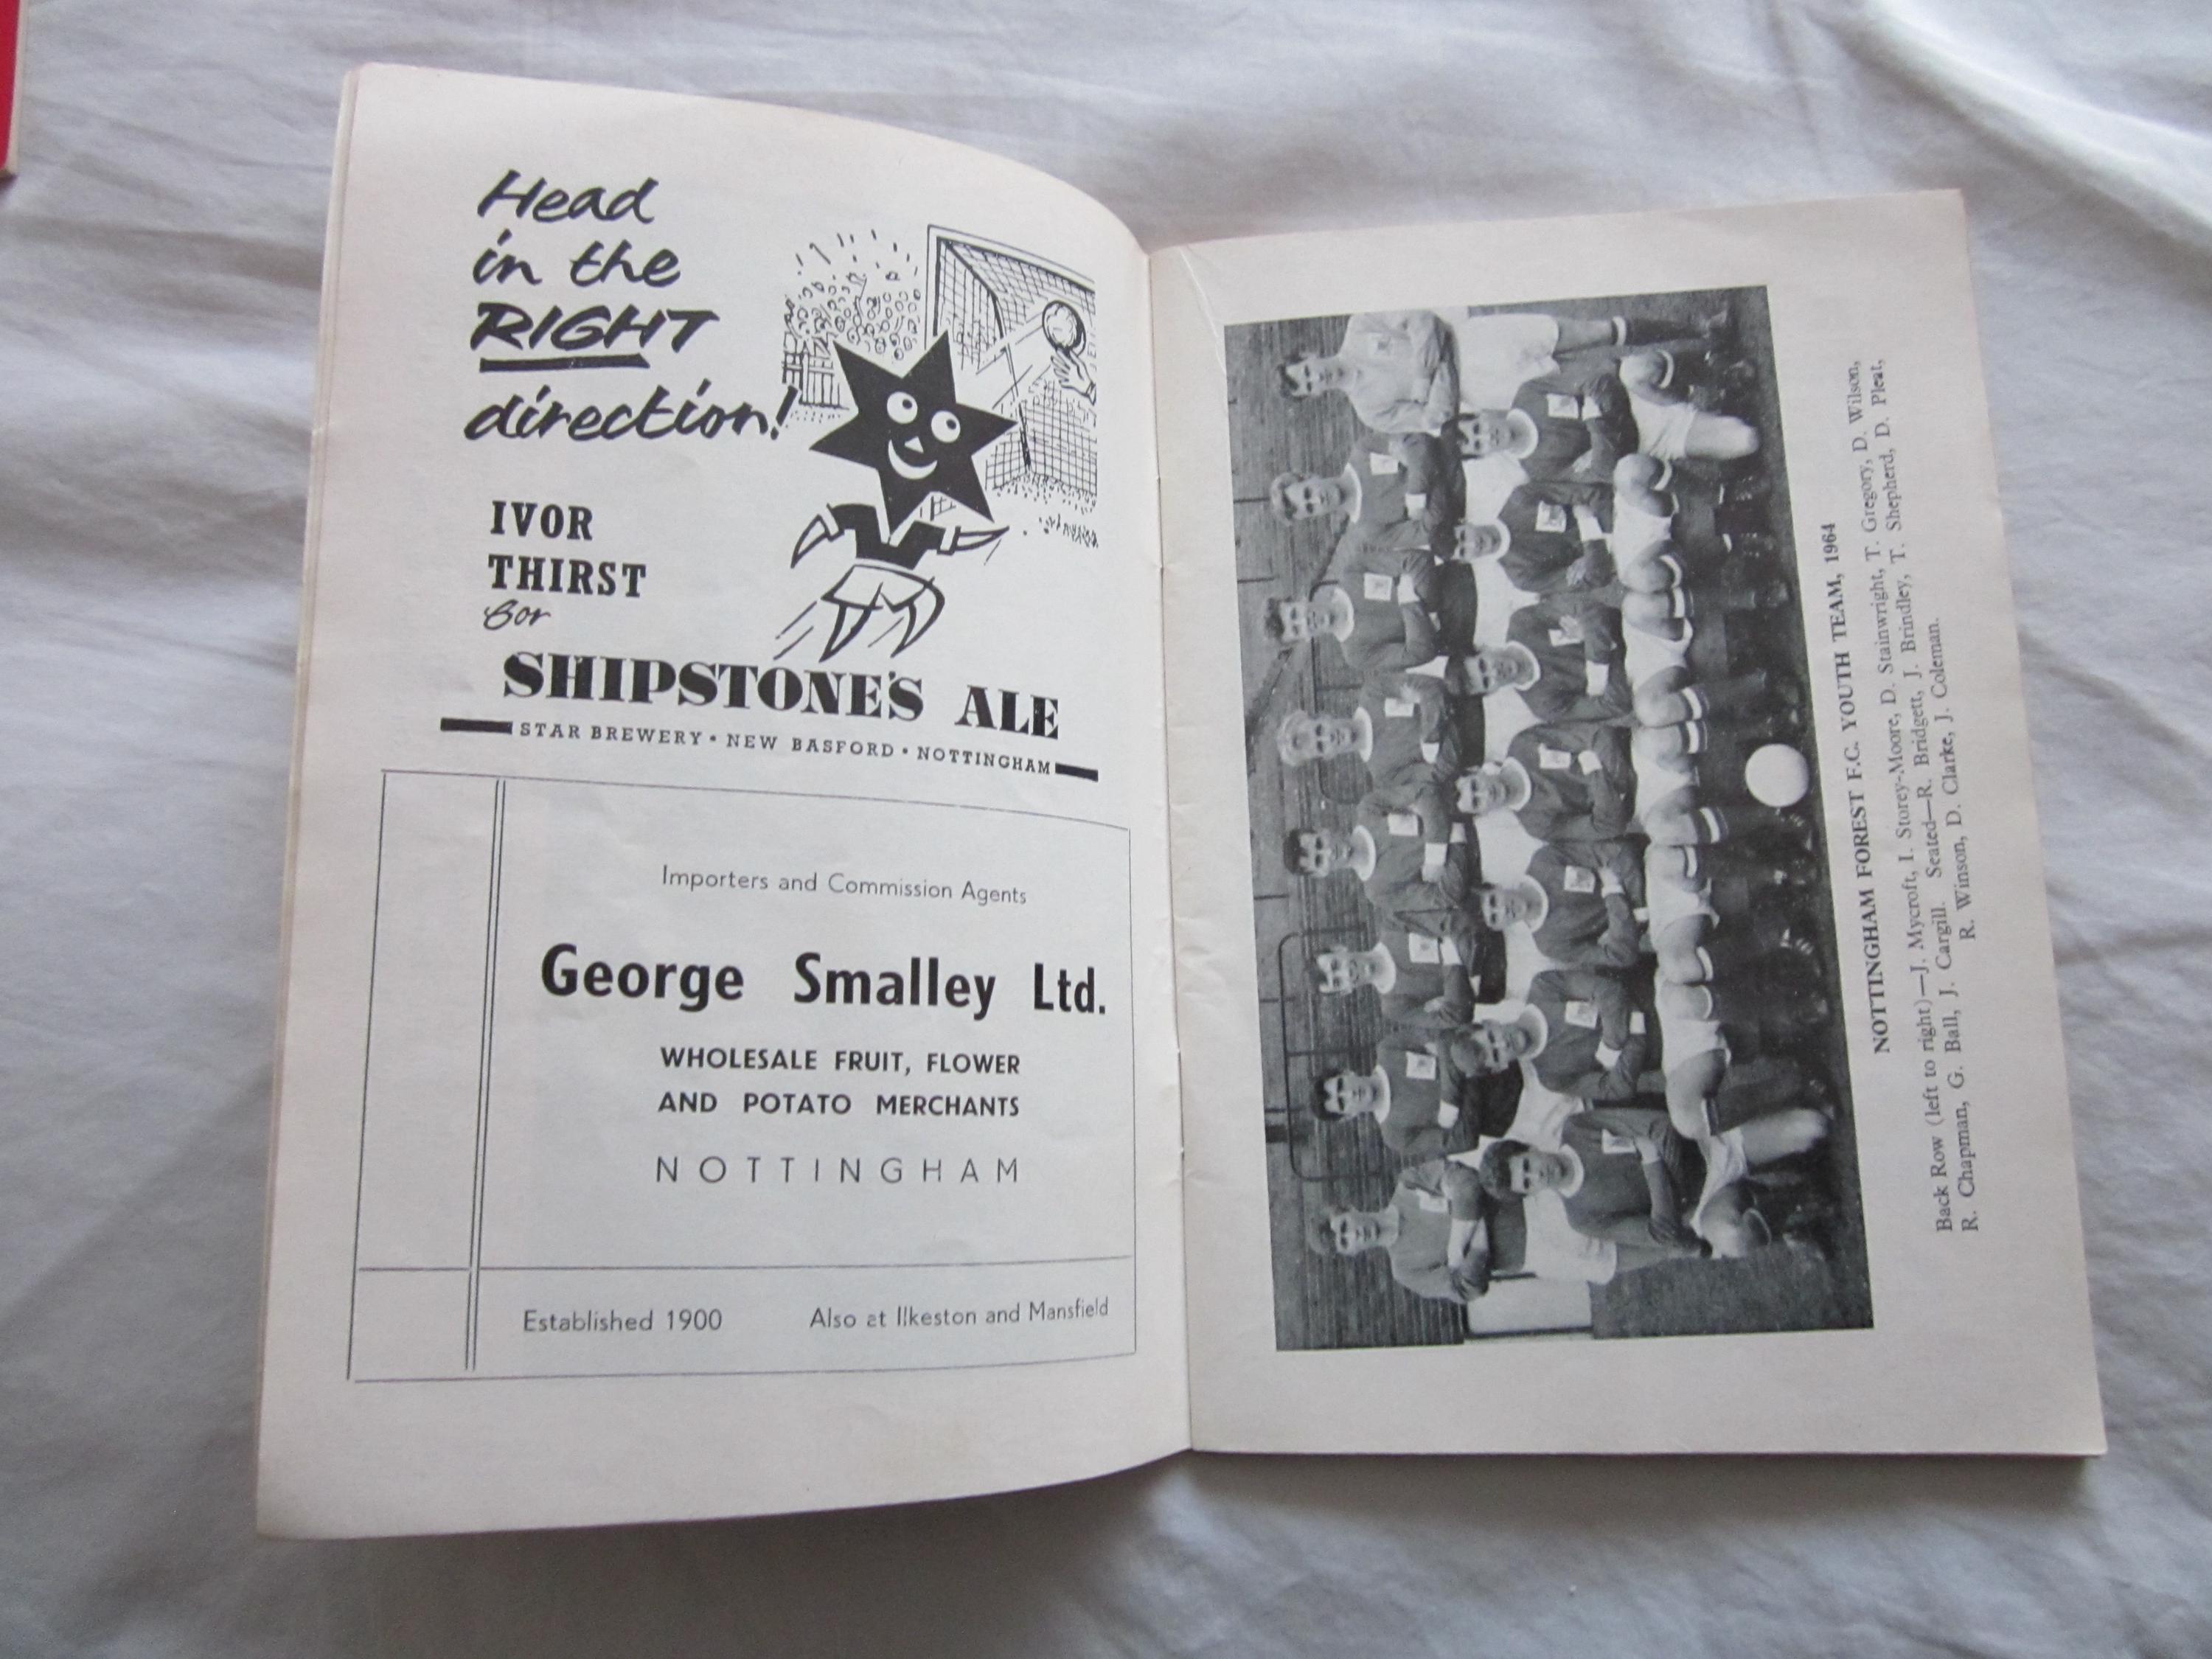 Head
in the
RIGHT
direction!
IVOR
THIRST
for
SHIPSTONE'S ALE
STAR BREWERY • NEW BASFORD • NOTTINGHAM
Importers and Commission Agents
George Smalley Ltd.
WHOLESALE FRUIT, FLOWER
AND POTATO MERCHANTS
NOTTINGHAM
Established 1900 Also at Ilkeston and Mansfield
NOTTINGHAM FOREST F.C. YOUTH TEAM, 1964
Back Row (left to right)—J. Mycroft, I. Storey-Moore, D. Stainwright, T. Gregory, D. Wilson,
R. Chapman, G. Ball, J. Cargill. Seated—R. Bridgett, J. Brindley, T. Shepherd, D. Pleat,
R. Winson, D. Clarke, J. Coleman.